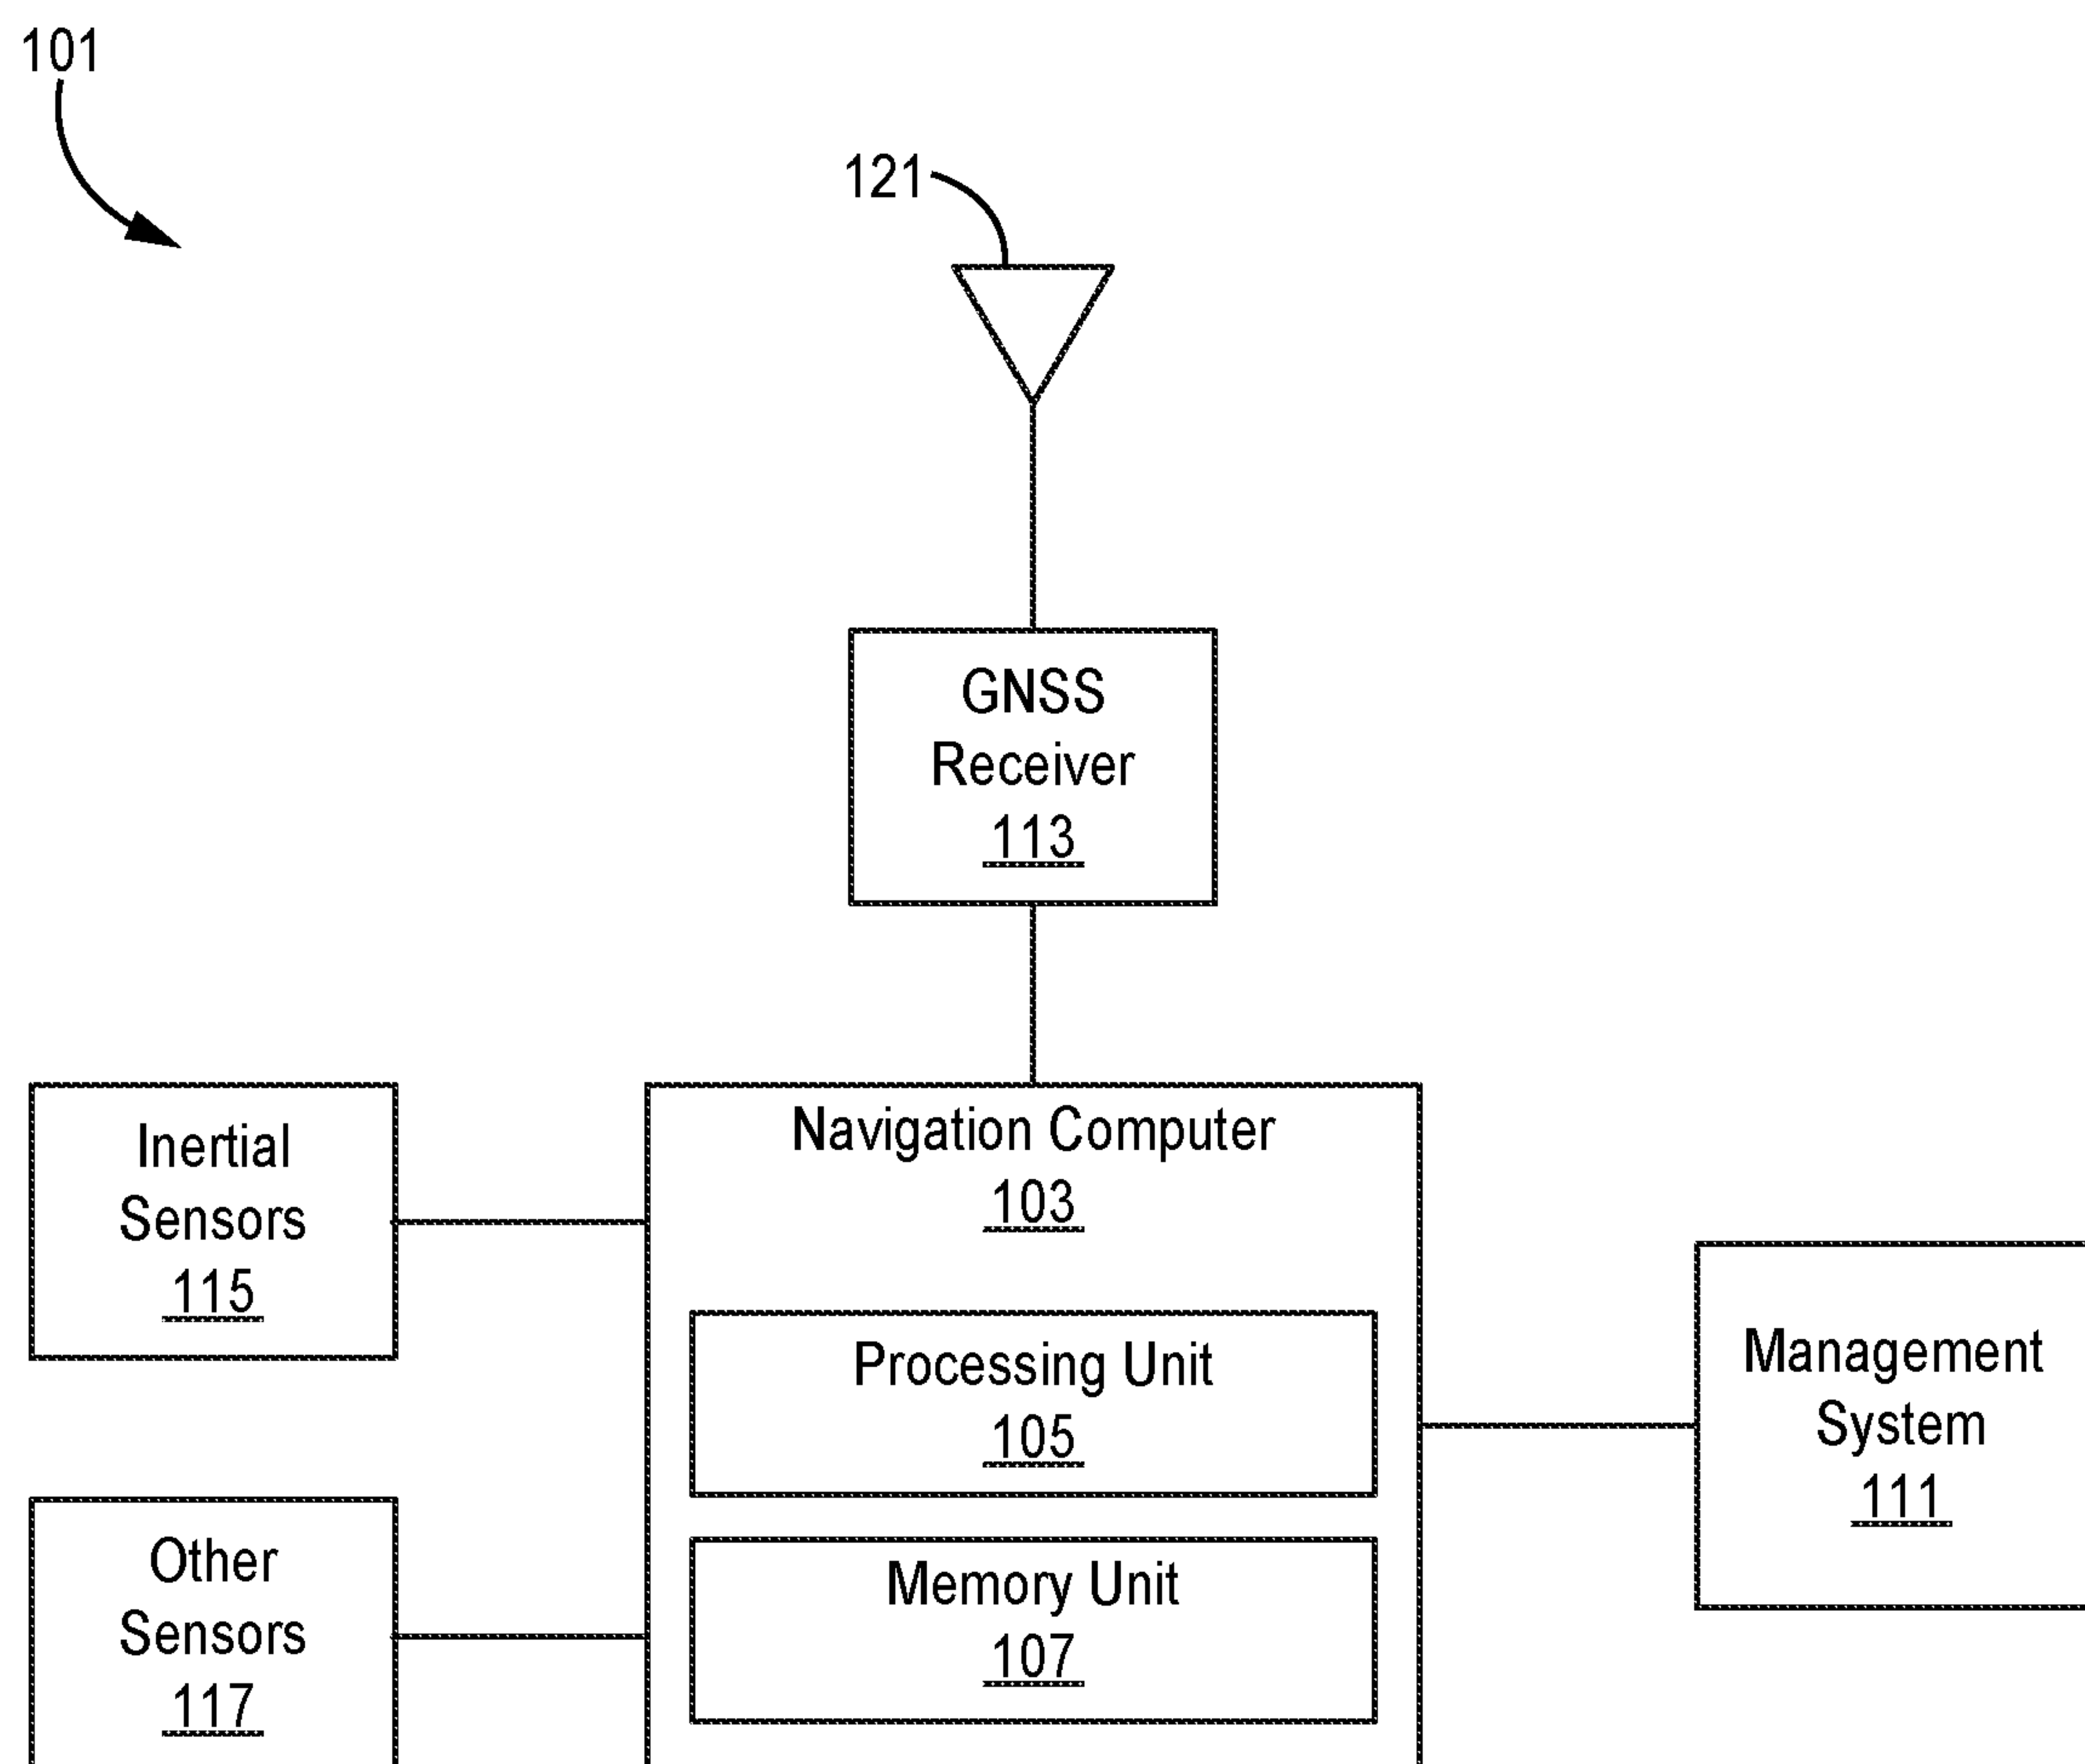 101
121
GNSS
Receiver
113
Inertial
Sensors
115
Navigation Computer
103
Processing Unit
105
Memory Unit
107
Management
System
111
Other
Sensors
117